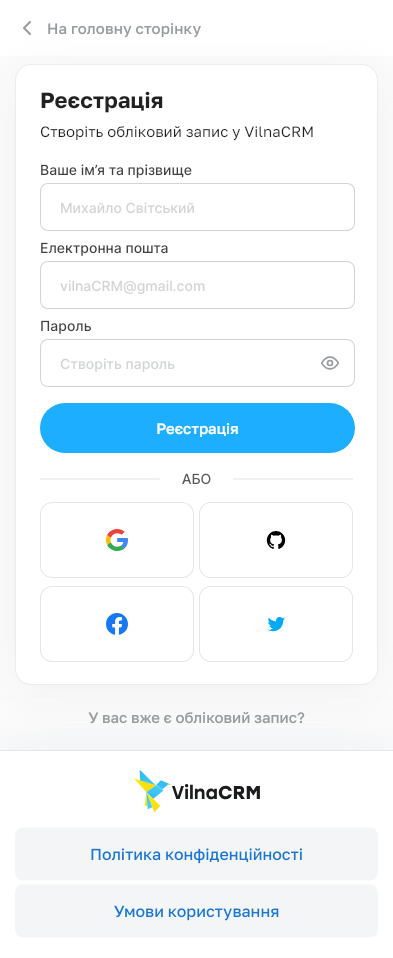 На головну сторінку
Реєстрація
Створіть обліковий запис у VilnaCRM
Ваше ім’я та прізвище
Михайло Світський
Електронна пошта
vilnaCRM@gmail.com
Пароль
Створіть пароль
Реєстрація
АБО
У вас вже є обліковий запис?
VilnaCRM
Політика конфіденційності
Умови користування